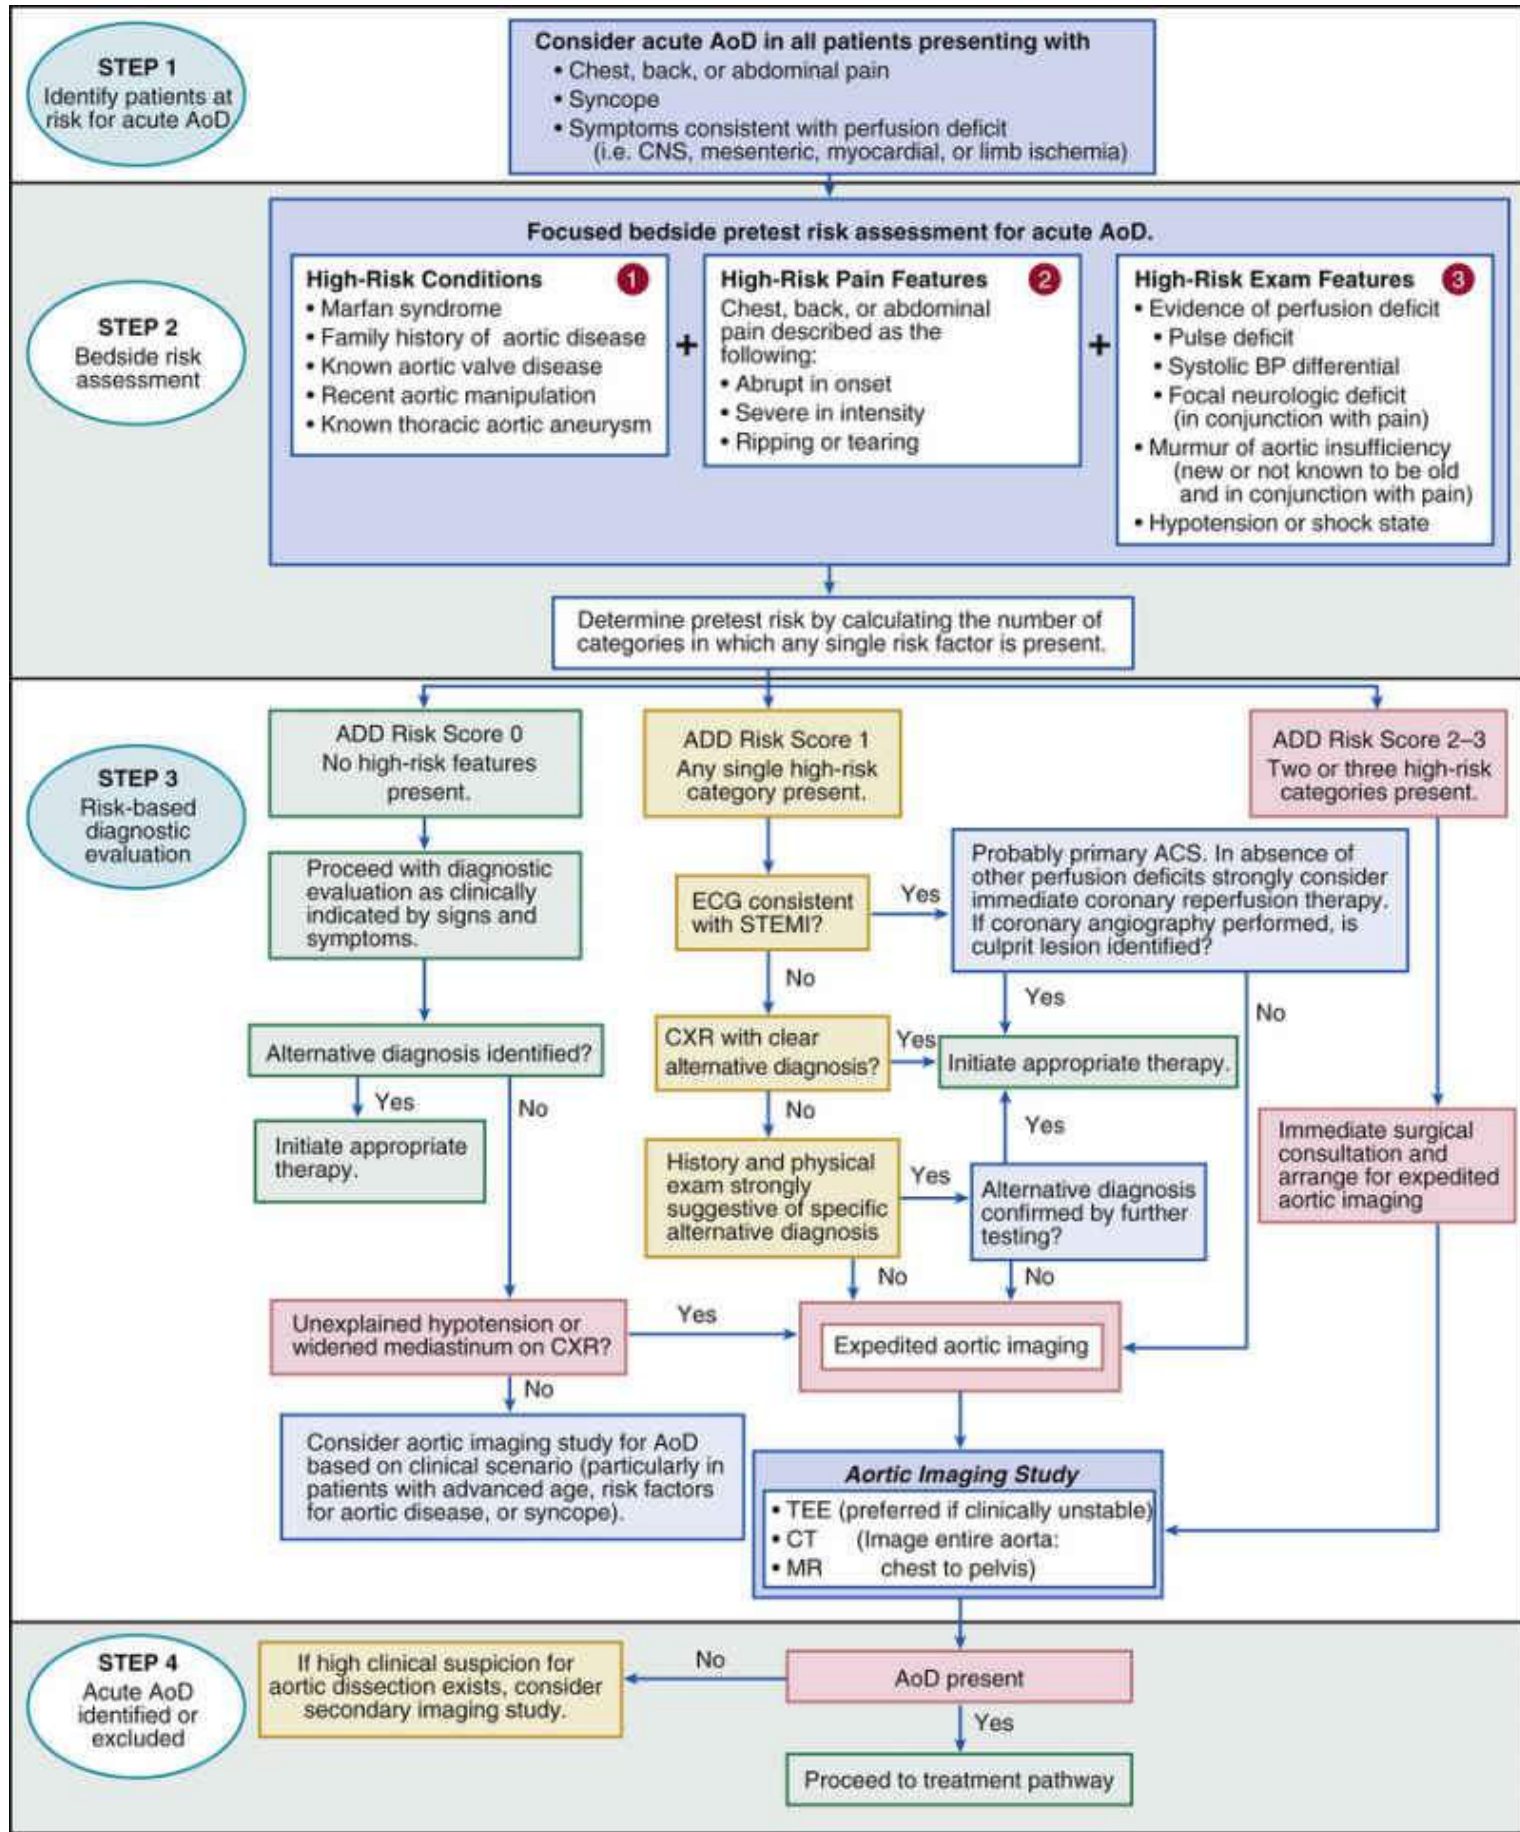 STEP 1
Identify patients at
risk for acute AoD
Consider acute AoD in all patients presenting with
• Chest, back, or abdominal pain
• Syncope
• Symptoms consistent with perfusion deficit
(i.e. CNS, mesenteric, myocardial, or limb ischemia)
STEP 2
Bedside risk
assessment
Focused bedside pretest risk assessment for acute AoD.
High-Risk Conditions
1
• Marfan syndrome
• Family history of aortic disease
• Known aortic valve disease
• Recent aortic manipulation
• Known thoracic aortic aneurysm
+
High-Risk Pain Features
2
Chest, back, or abdominal
pain described as the
following:
• Abrupt in onset
• Severe in intensity
• Ripping or tearing
+
High-Risk Exam Features
3
• Evidence of perfusion deficit
• Pulse deficit
• Systolic BP differential
• Focal neurologic deficit
(in conjunction with pain)
• Murmur of aortic insufficiency
(new or not known to be old
and in conjunction with pain)
• Hypotension or shock state
Determine pretest risk by calculating the number of
categories in which any single risk factor is present.
STEP 3
Risk-based
diagnostic
evaluation
ADD Risk Score 0
No high-risk features
present.
Proceed with diagnostic
evaluation as clinically
indicated by signs and
symptoms.
Alternative diagnosis identified?
Yes
No
Initiate appropriate
therapy.
Unexplained hypotension or
widened mediastinum on CXR?
Yes
No
Consider aortic imaging study for AoD
based on clinical scenario (particularly in
patients with advanced age, risk factors
for aortic disease, or syncope).
ADD Risk Score 1
Any single high-risk
category present.
ECG consistent
with STEMI?
Yes
No
Probably primary ACS. In absence of
other perfusion deficits strongly consider
immediate coronary reperfusion therapy.
If coronary angiography performed, is
culprit lesion identified?
Yes
No
CXR with clear
alternative diagnosis?
Yes
No
Initiate appropriate therapy.
History and physical
exam strongly
suggestive of specific
alternative diagnosis
Yes
No
Alternative diagnosis
confirmed by further
testing?
Yes
No
Expedited aortic imaging
ADD Risk Score 2–3
Two or three high-risk
categories present.
Immediate surgical
consultation and
arrange for expedited
aortic imaging
Aortic Imaging Study
• TEE (preferred if clinically unstable)
• CT (Image entire aorta:
• MR chest to pelvis)
STEP 4
Acute AoD
identified or
excluded
If high clinical suspicion for
aortic dissection exists, consider
secondary imaging study.
No
AoD present
Yes
Proceed to treatment pathway